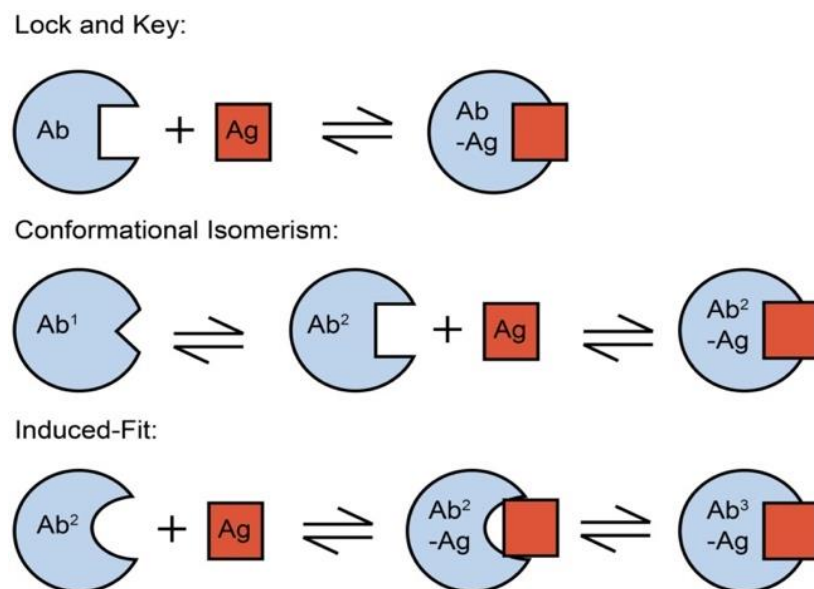 Lock and Key:
Ab + Ag ⇌ Ab
-Ag
Conformational Isomerism:
Ab¹ ⇌ Ab² + Ag ⇌ Ab²
-Ag
Induced-Fit:
Ab² + Ag ⇌ Ab²
-Ag ⇌ Ab³
-Ag